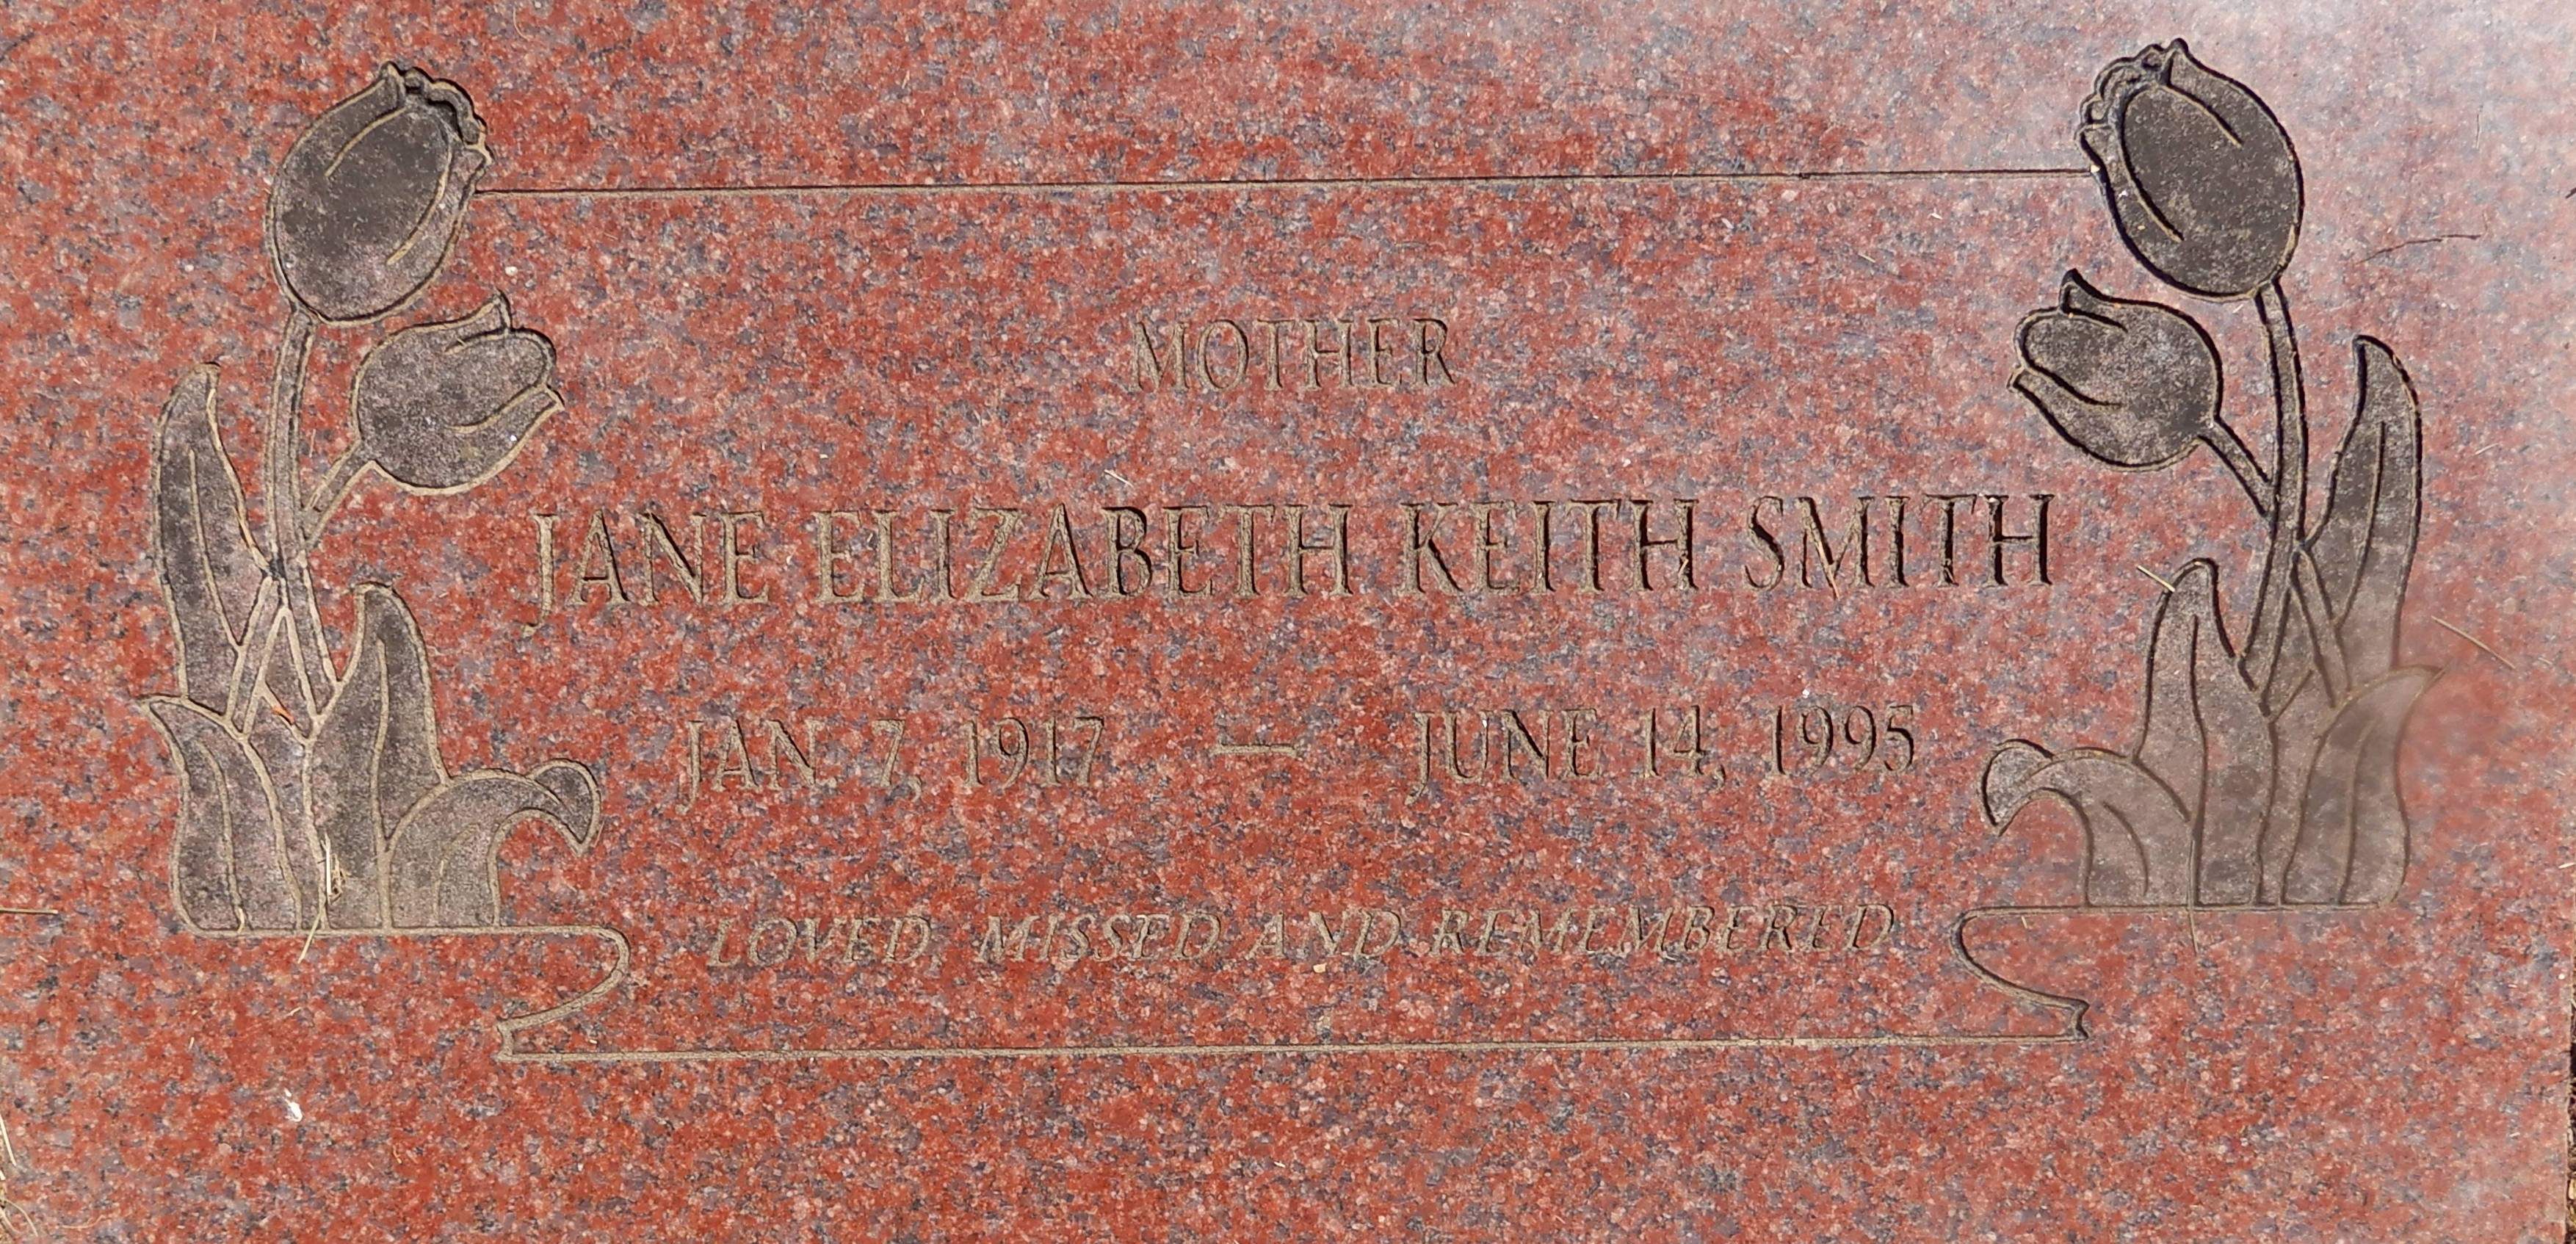 MOTHER
JANE ELIZABETH KEITH SMITH
JAN. 7, 1917 — JUNE 14, 1995
LOVED, MISSED AND REMEMBERED